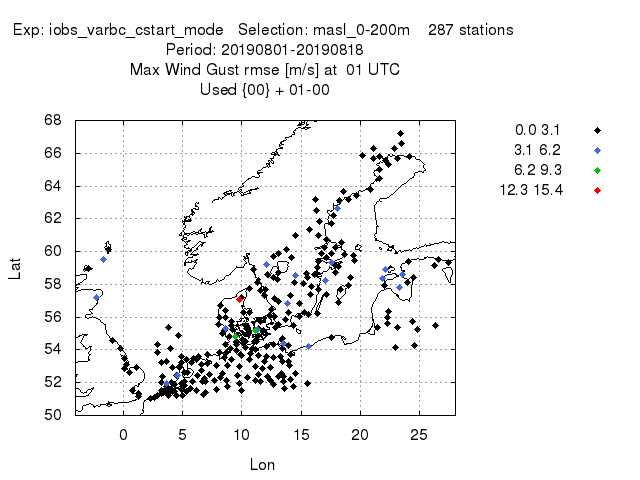 Exp: iobs_varbc_cstart_mode   Selection: masl_0-200m    287 stations
Period: 20190801-20190818
Max Wind Gust rmse [m/s] at  01 UTC
Used {00} + 01-00
68
66
64
62
60
58
56
54
52
50
Lat
0 5 10 15 20 25
Lon
0.0 3.1
3.1 6.2
6.2 9.3
12.3 15.4